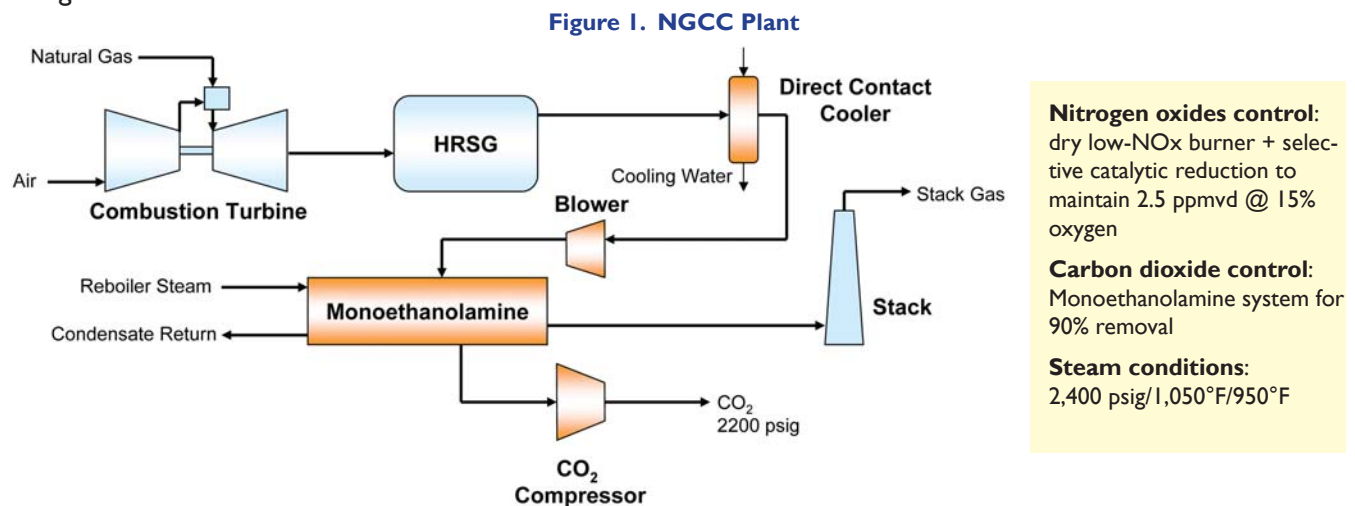 Figure 1. NGCC Plant
Natural Gas
Air
Combustion Turbine
HRSG
Direct Contact
Cooler
Cooling Water
Blower
Stack Gas
Reboiler Steam
Condensate Return
Monoethanolamine
Stack
CO2
2200 psig
CO2
Compressor
Nitrogen oxides control:
dry low-NOx burner + selec-
tive catalytic reduction to
maintain 2.5 ppmvd @ 15%
oxygen
Carbon dioxide control:
Monoethanolamine system for
90% removal
Steam conditions:
2,400 psig/1,050°F/950°F